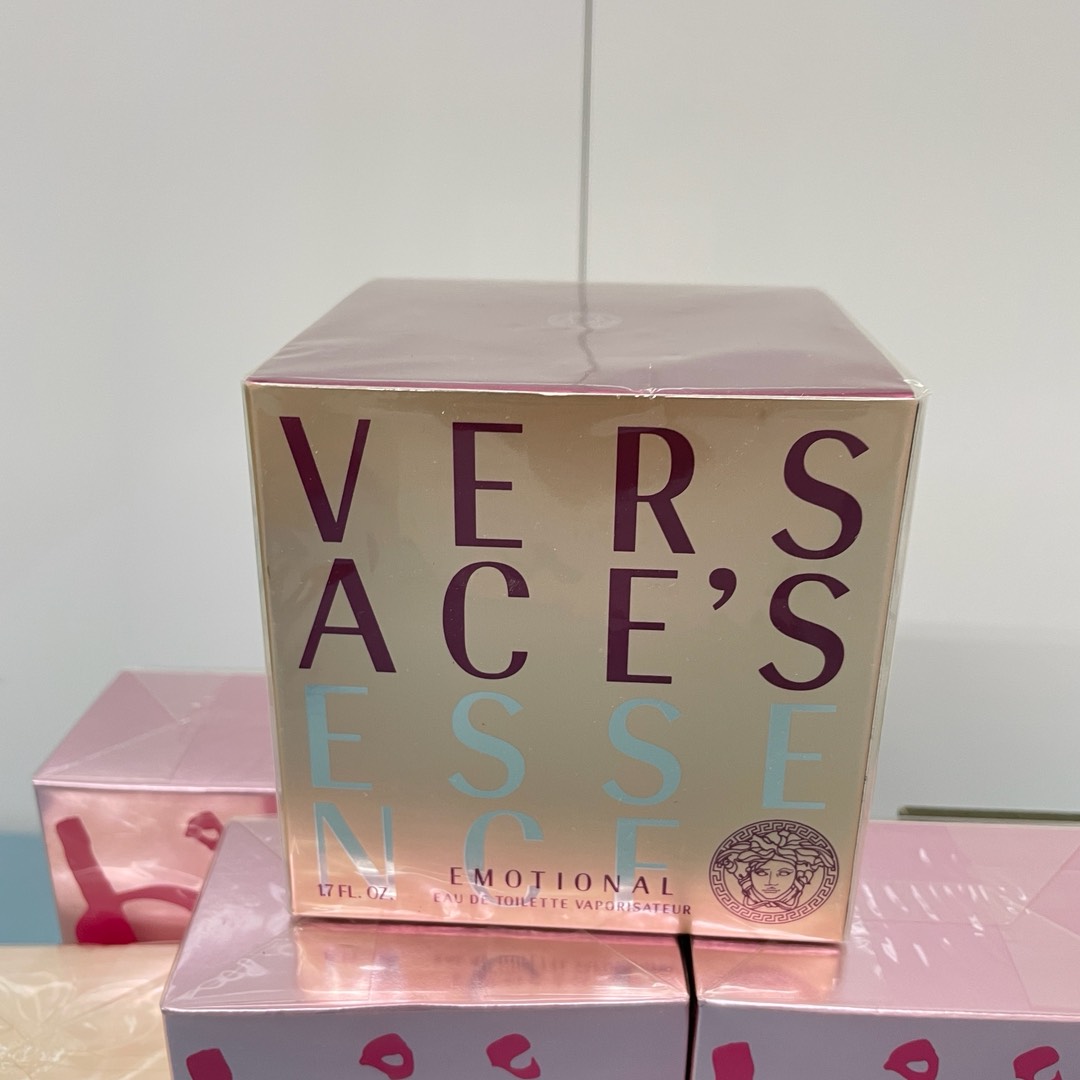 VERS
ACE'S
ESSE
NCE
EMOTIONAL
1.7 FL. OZ.
EAU DE TOILETTE VAPORISATEUR